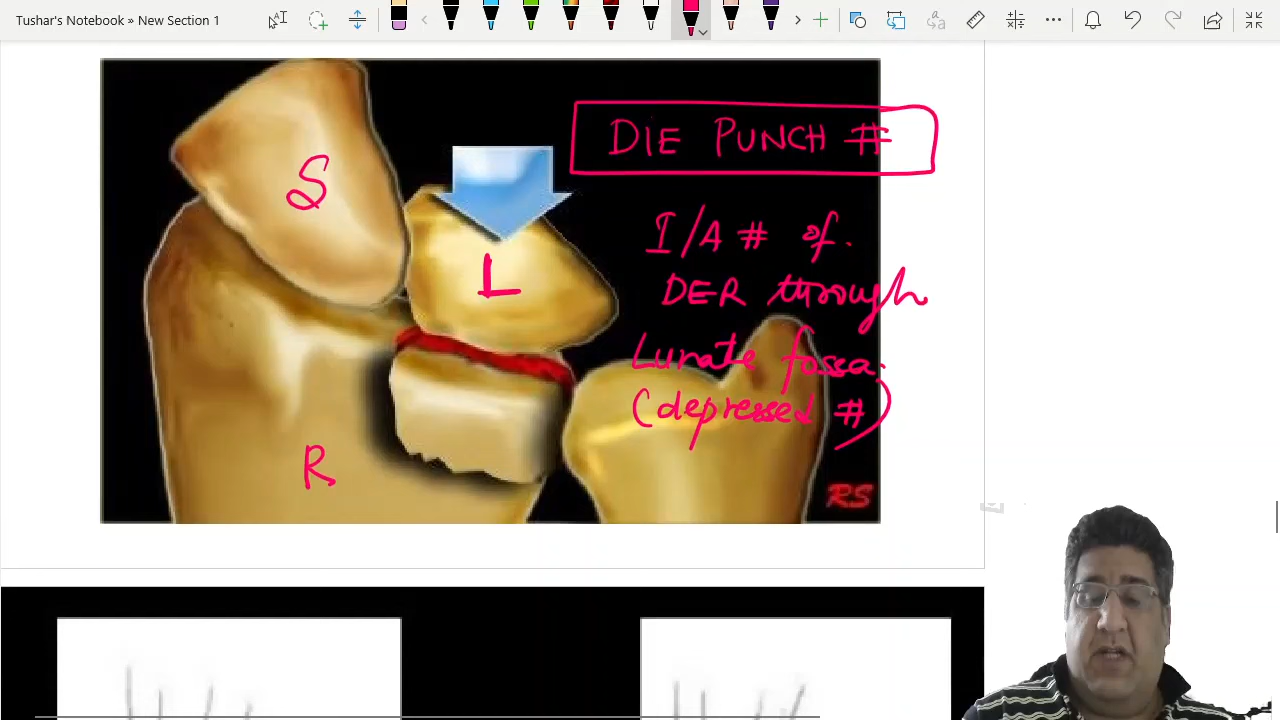 Tushar's Notebook » New Section 1
DIE PUNCH #
S
I/A # of.
L
DER through
Lunate fossa.
(depressed #)
R
RS